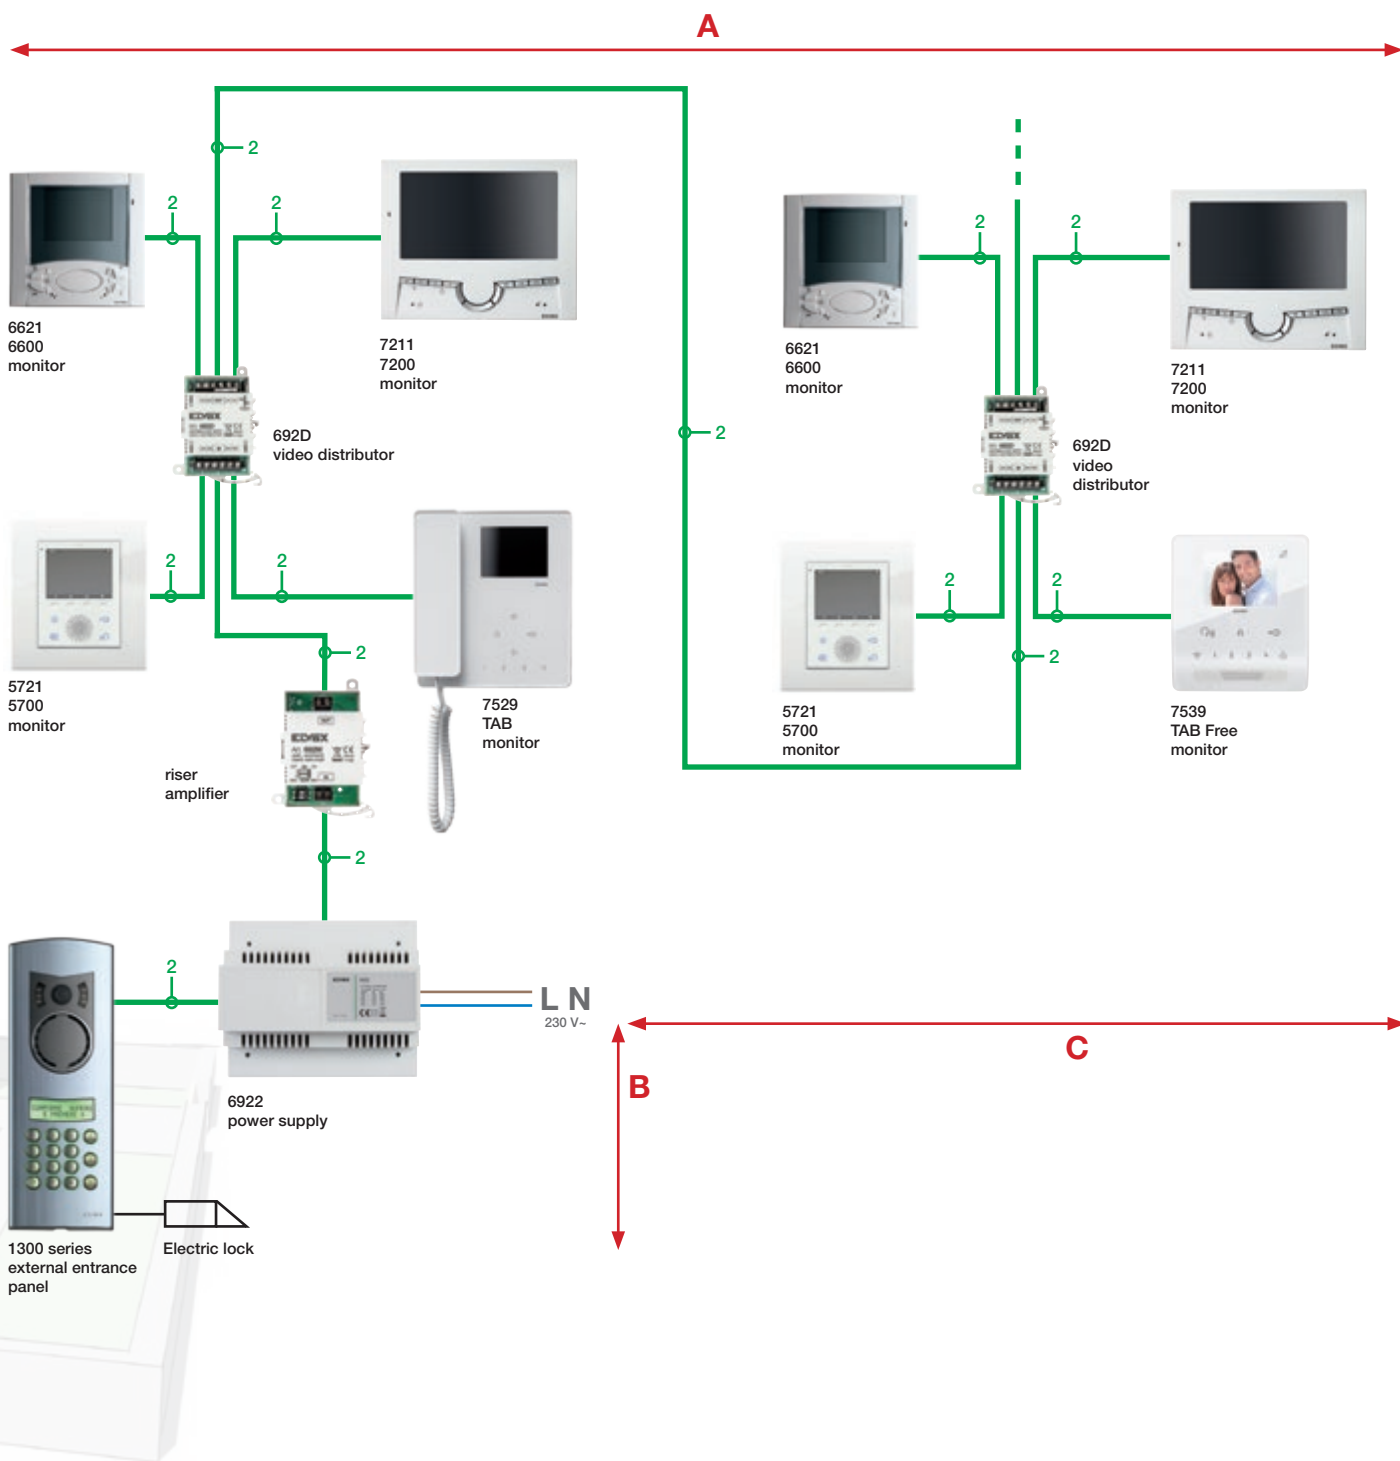 A
2
2
2
2
2
6621
6600
monitor
7211
7200
monitor
6621
6600
monitor
7211
7200
monitor
2
692D
video distributor
692D
video
distributor
2
2
2
2
2
2
5721
5700
monitor
7529
TAB
monitor
5721
5700
monitor
7539
TAB Free
monitor
riser
amplifier
2
2
L N
230 V~
C
B
6922
power supply
1300 series
external entrance
panel
Electric lock